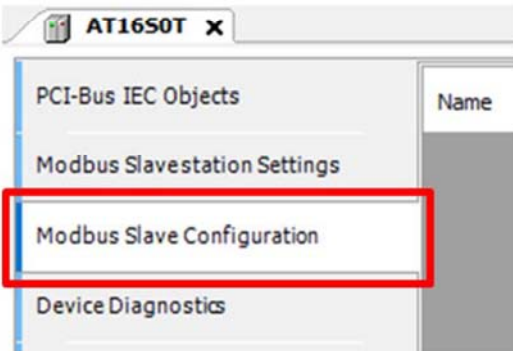 AT16S0T x
PCI-Bus IEC Objects
Name
Modbus Slavestation Settings
Modbus Slave Configuration
Device Diagnostics